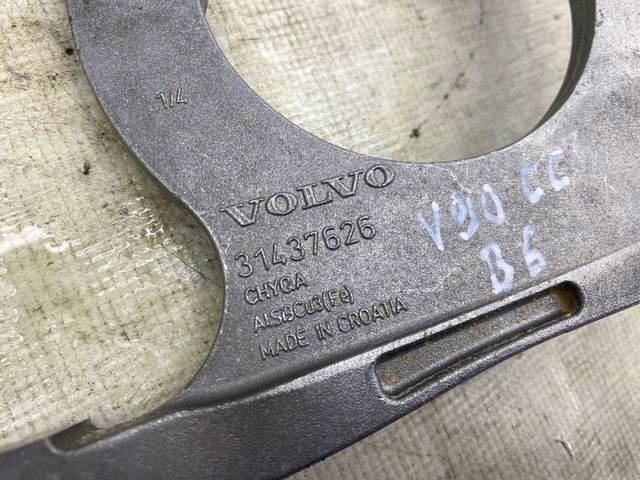 1/4
VOLVO
31437626
CHYQA
AlSi8Cu3(Fe)
MADE IN CROATIA
V90 CC
B6